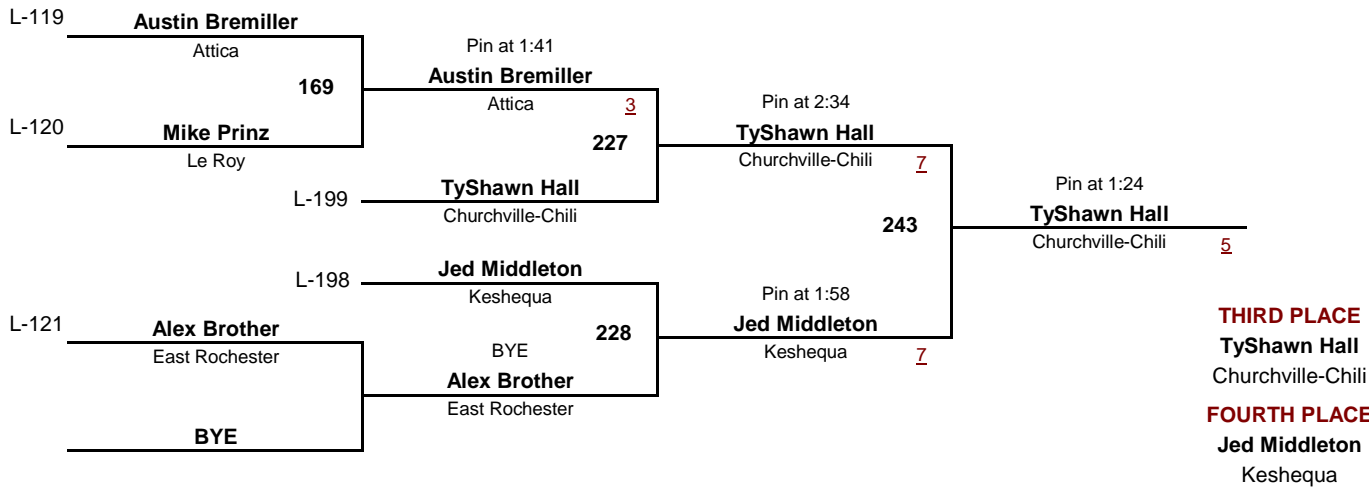 L-119
Austin Bremiller
Attica
169
L-120
Mike Prinz
Le Roy
Pin at 1:41
Austin Bremiller
Attica
3
227
L-199
TyShawn Hall
Churchville-Chili
Pin at 2:34
TyShawn Hall
Churchville-Chili
7
243
Pin at 1:24
TyShawn Hall
Churchville-Chili
5
L-198
Jed Middleton
Keshequa
228
L-121
Alex Brother
East Rochester
BYE
BYE
Alex Brother
East Rochester
Pin at 1:58
Jed Middleton
Keshequa
7
THIRD PLACE
TyShawn Hall
Churchville-Chili
FOURTH PLACE
Jed Middleton
Keshequa